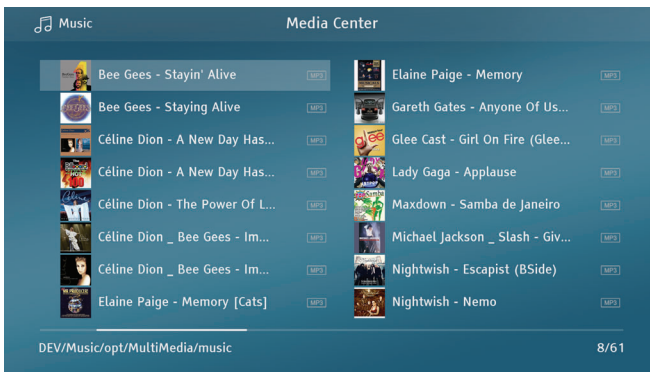 Music
Media Center
Bee Gees - Stayin' Alive MP3
Bee Gees - Staying Alive MP3
Céline Dion - A New Day Has... MP3
Céline Dion - A New Day Has... MP3
Céline Dion - The Power Of L... MP3
Céline Dion _ Bee Gees - Im... MP3
Céline Dion _ Bee Gees - Im... MP3
Elaine Paige - Memory [Cats] MP3
Elaine Paige - Memory MP3
Gareth Gates - Anyone Of Us... MP3
Glee Cast - Girl On Fire (Glee... MP3
Lady Gaga - Applause MP3
Maxdown - Samba de Janeiro MP3
Michael Jackson _ Slash - Giv... MP3
Nightwish - Escapist (BSide) MP3
Nightwish - Nemo MP3
DEV/Music/opt/MultiMedia/music
8/61